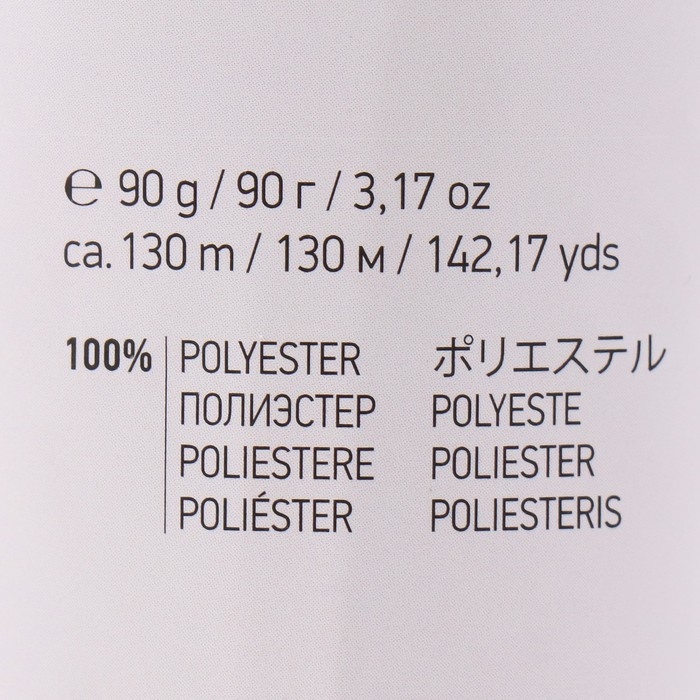 ℮ 90 g / 90 г / 3,17 oz
ca. 130 m / 130 м / 142,17 yds
100% POLYESTER ポリエステル
ПОЛИЭСТЕР POLYESTE
POLIESTERE POLIESTER
POLIÉSTER POLIESTERIS